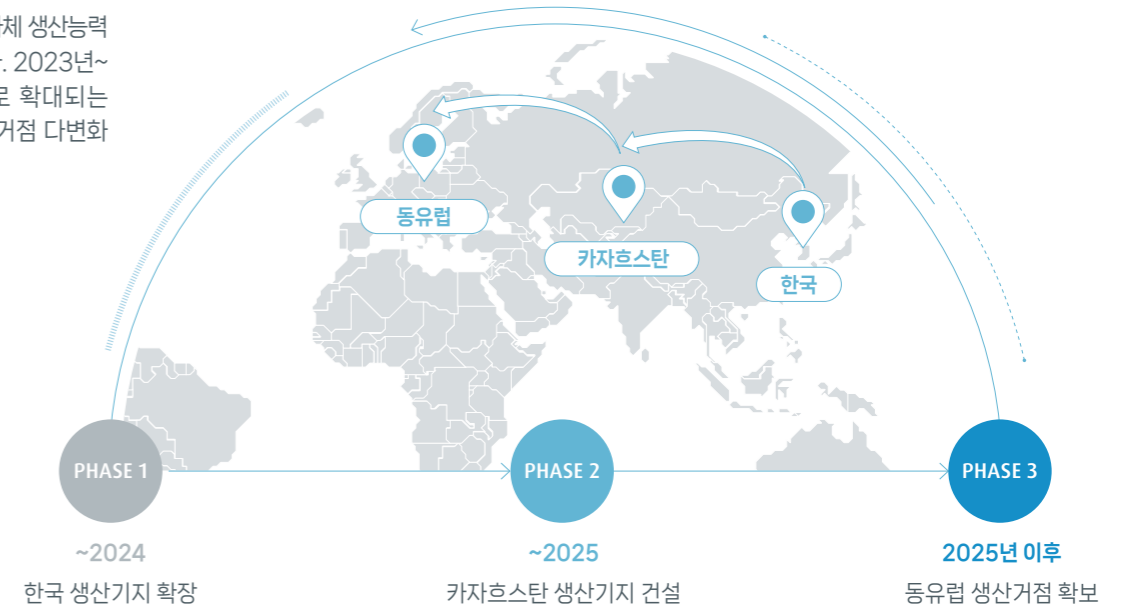 생산능력
2023년~
확대되는
거점 다변화
동유럽
카자흐스탄
한국
PHASE 1
PHASE 2
PHASE 3
~2024
~2025
2025년 이후
한국 생산기지 확장
카자흐스탄 생산기지 건설
동유럽 생산거점 확보